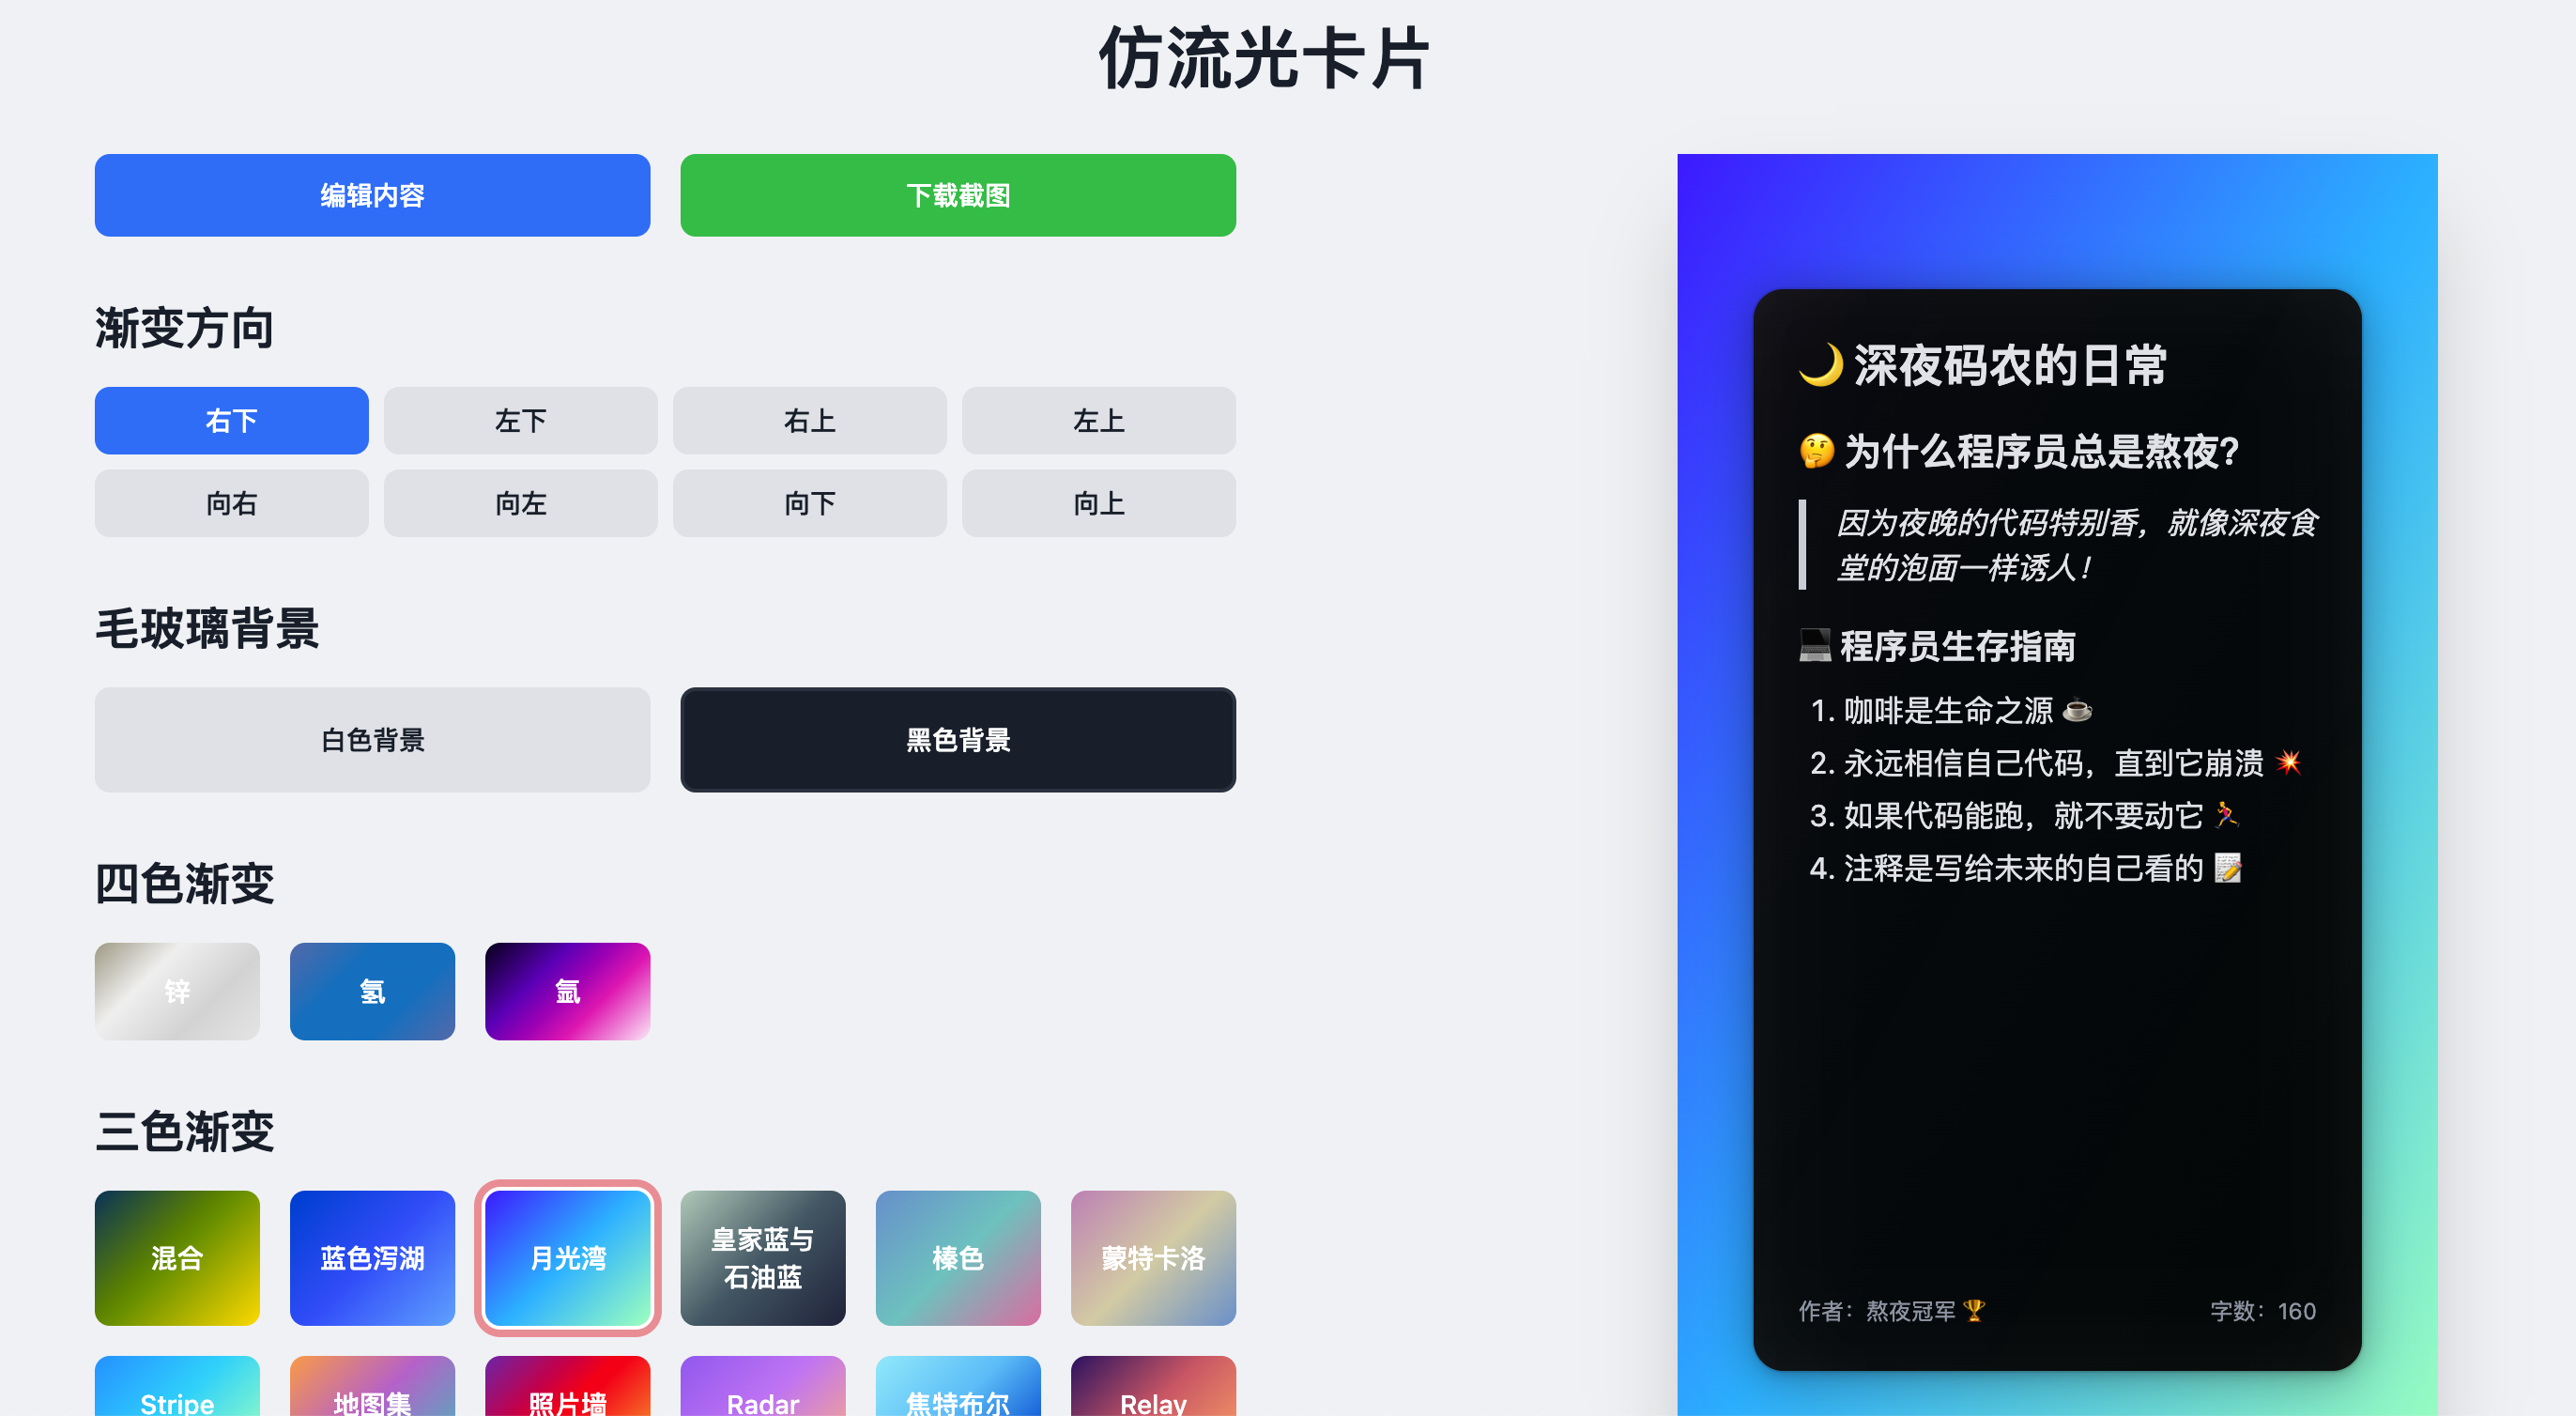 仿流光卡片
编辑内容
下载截图
渐变方向
右下
左下
右上
左上
向右
向左
向下
向上
毛玻璃背景
白色背景
黑色背景
四色渐变
锌
氢
氩
三色渐变
混合
蓝色泻湖
月光湾
皇家蓝与
石油蓝
榛色
蒙特卡洛
Stripe
地图集
照片墙
Radar
焦特布尔
Relay
🌙 深夜码农的日常
🤔 为什么程序员总是熬夜?
因为夜晚的代码特别香，就像深夜食
堂的泡面一样诱人！
💻 程序员生存指南
1. 咖啡是生命之源 ☕
2. 永远相信自己代码，直到它崩溃 💥
3. 如果代码能跑，就不要动它 🏃
4. 注释是写给未来的自己看的 📝
作者：熬夜冠军 🏆
字数：160